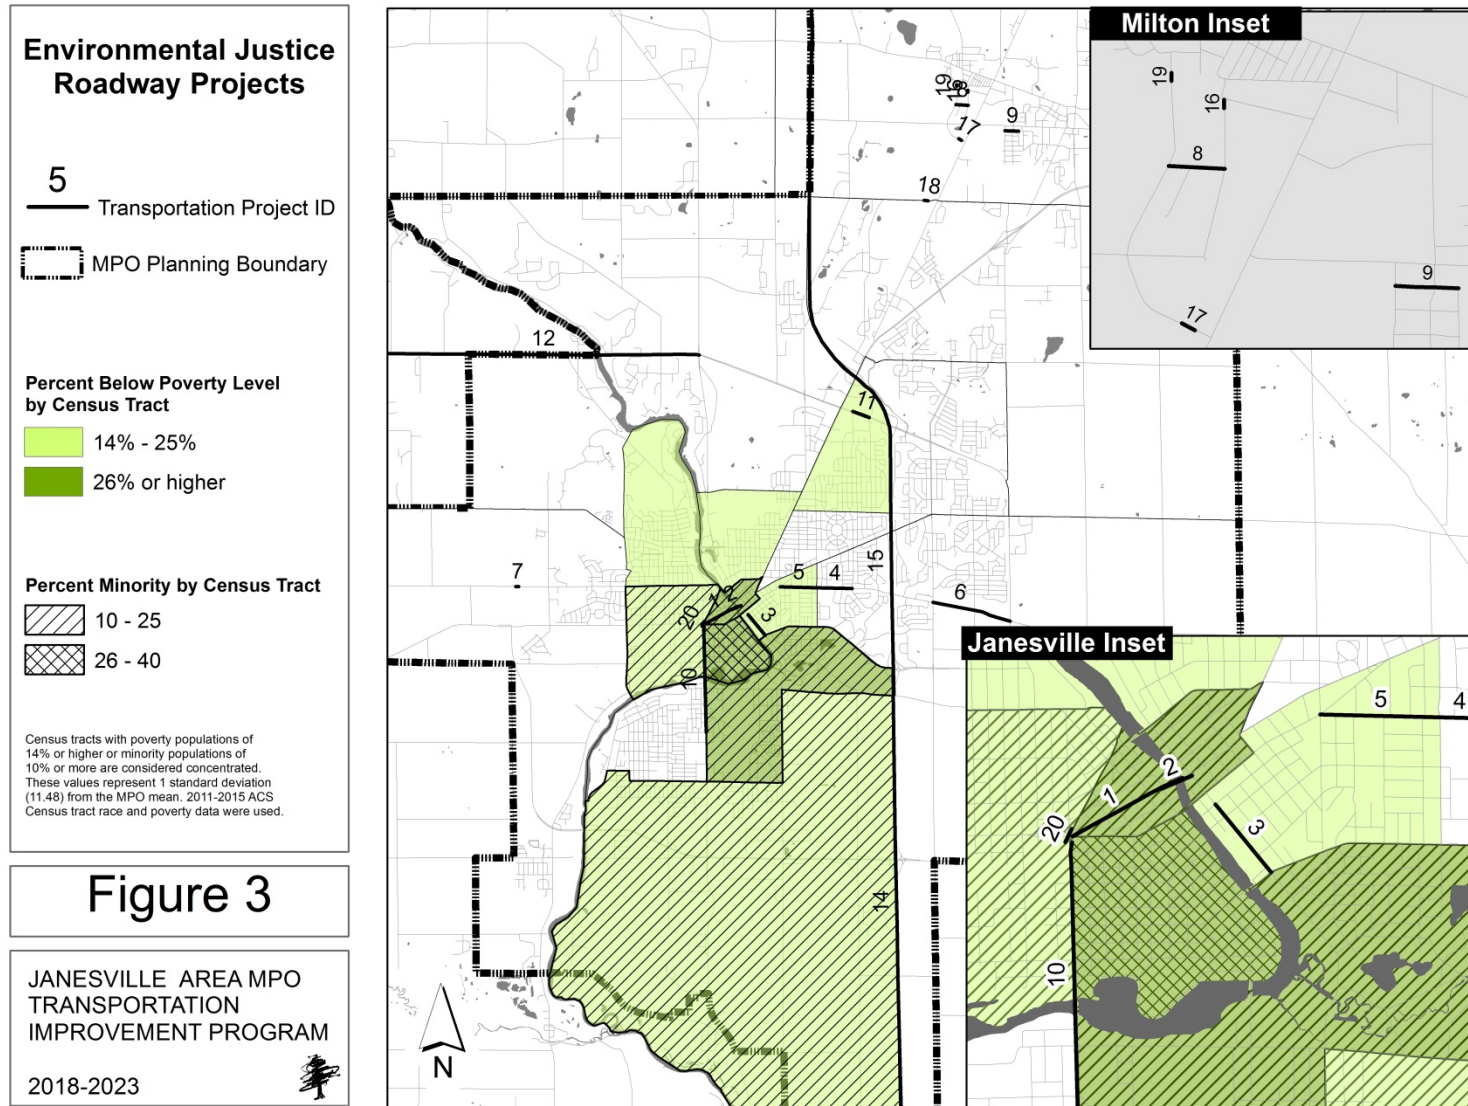 Environmental Justice
Roadway Projects
5
Transportation Project ID
MPO Planning Boundary
Percent Below Poverty Level
by Census Tract
14% - 25%
26% or higher
Percent Minority by Census Tract
10 - 25
26 - 40
Census tracts with poverty populations of
14% or higher or minority populations of
10% or more are considered concentrated.
These values represent 1 standard deviation
(11.48) from the MPO mean. 2011-2015 ACS
Census tract race and poverty data were used.
Figure 3
JANESVILLE AREA MPO
TRANSPORTATION
IMPROVEMENT PROGRAM
2018-2023
19
17
9
18
12
11
15
7
5
4
6
1
2
20
3
10
14
N
Milton Inset
19
16
8
9
17
Janesville Inset
5
4
2
1
20
3
10